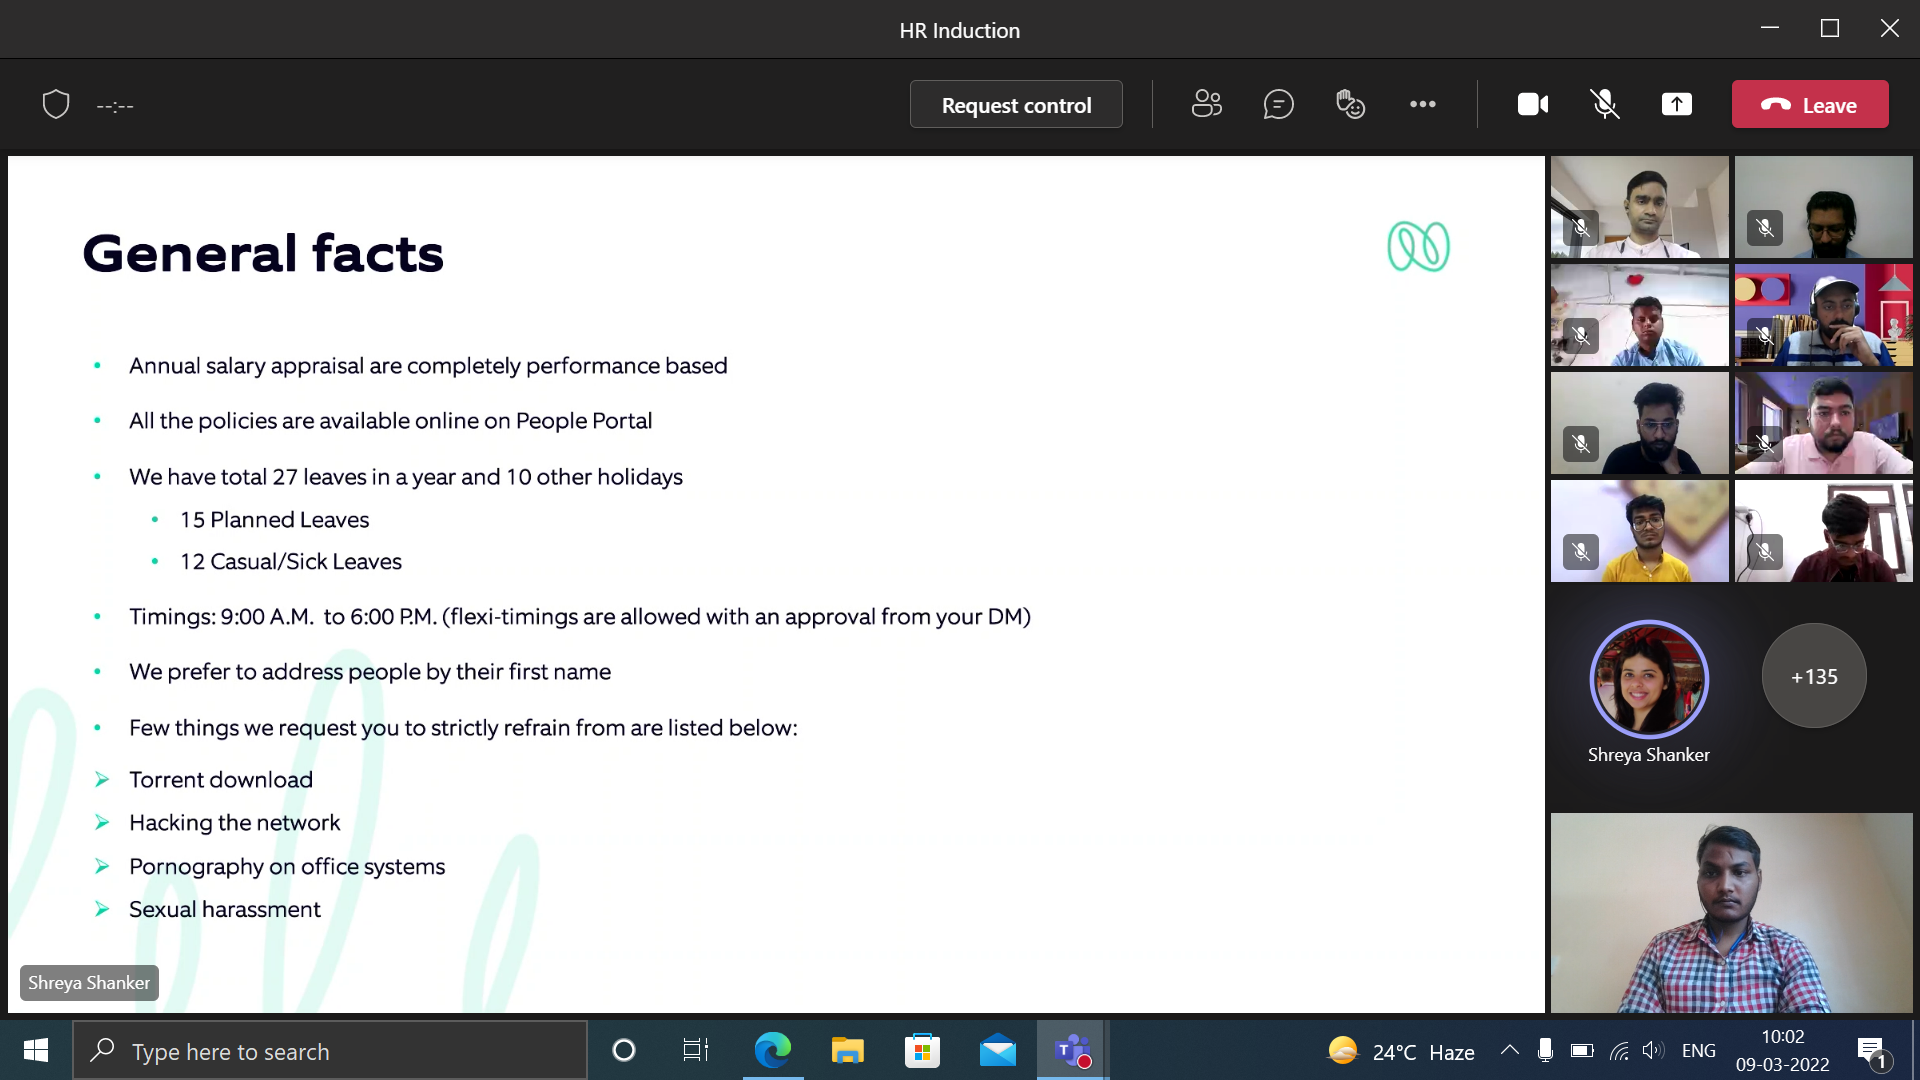 HR Induction
--:--
Request control
Leave
General facts
• Annual salary appraisal are completely performance based
• All the policies are available online on People Portal
• We have total 27 leaves in a year and 10 other holidays
• 15 Planned Leaves
• 12 Casual/Sick Leaves
• Timings: 9:00 A.M.  to 6:00 P.M. (flexi-timings are allowed with an approval from your DM)
• We prefer to address people by their first name
• Few things we request you to strictly refrain from are listed below:
➢ Torrent download
➢ Hacking the network
➢ Pornography on office systems
➢ Sexual harassment
Shreya Shanker
+135
Shreya Shanker
Type here to search
T
24°C Haze
ENG
10:02
09-03-2022
1